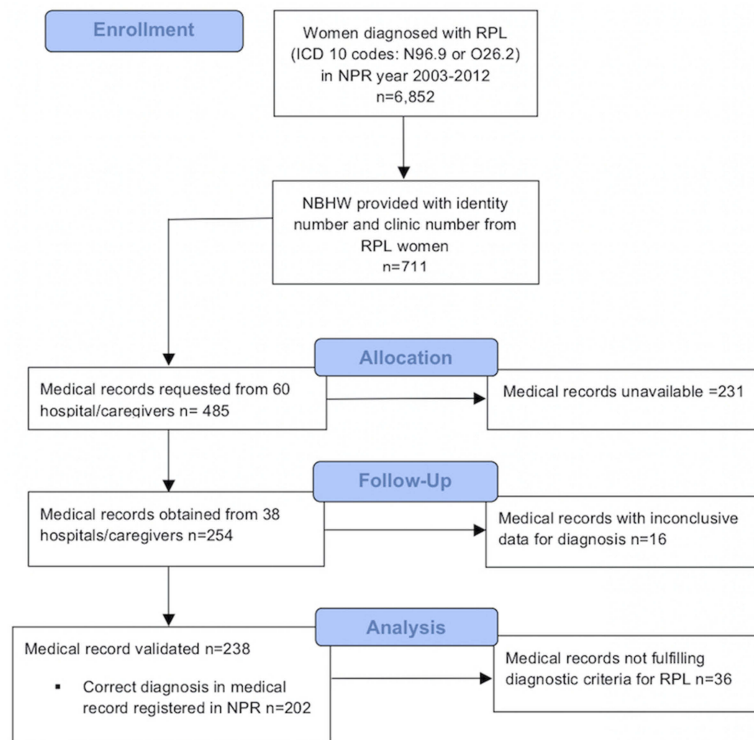 Enrollment
Women diagnosed with RPL
(ICD 10 codes: N96.9 or O26.2)
in NPR year 2003-2012
n=6,852
NBHW provided with identity
number and clinic number from
RPL women
n=711
Allocation
Medical records requested from 60
hospital/caregivers n= 485
Medical records unavailable =231
Follow-Up
Medical records obtained from 38
hospitals/caregivers n=254
Medical records with inconclusive
data for diagnosis n=16
Analysis
Medical record validated n=238
▪ Correct diagnosis in medical
record registered in NPR n=202
Medical records not fulfilling
diagnostic criteria for RPL n=36